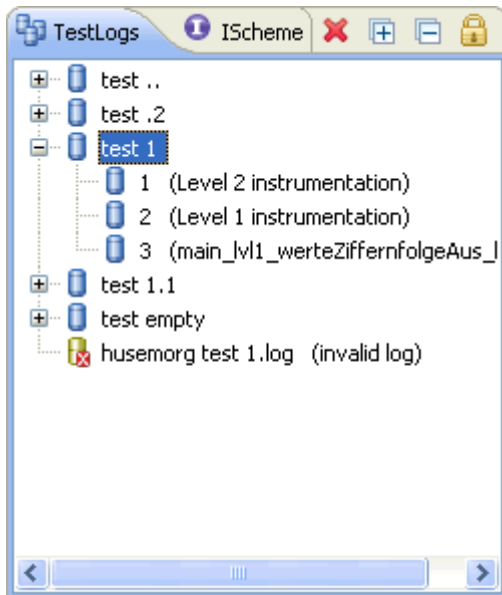 TestLogs IScheme
test ..
test .2
test 1
1 (Level 2 instrumentation)
2 (Level 1 instrumentation)
3 (main_lvl1_werteZiffernfolgeAus_l
test 1.1
test empty
husemorg test 1.log (invalid log)